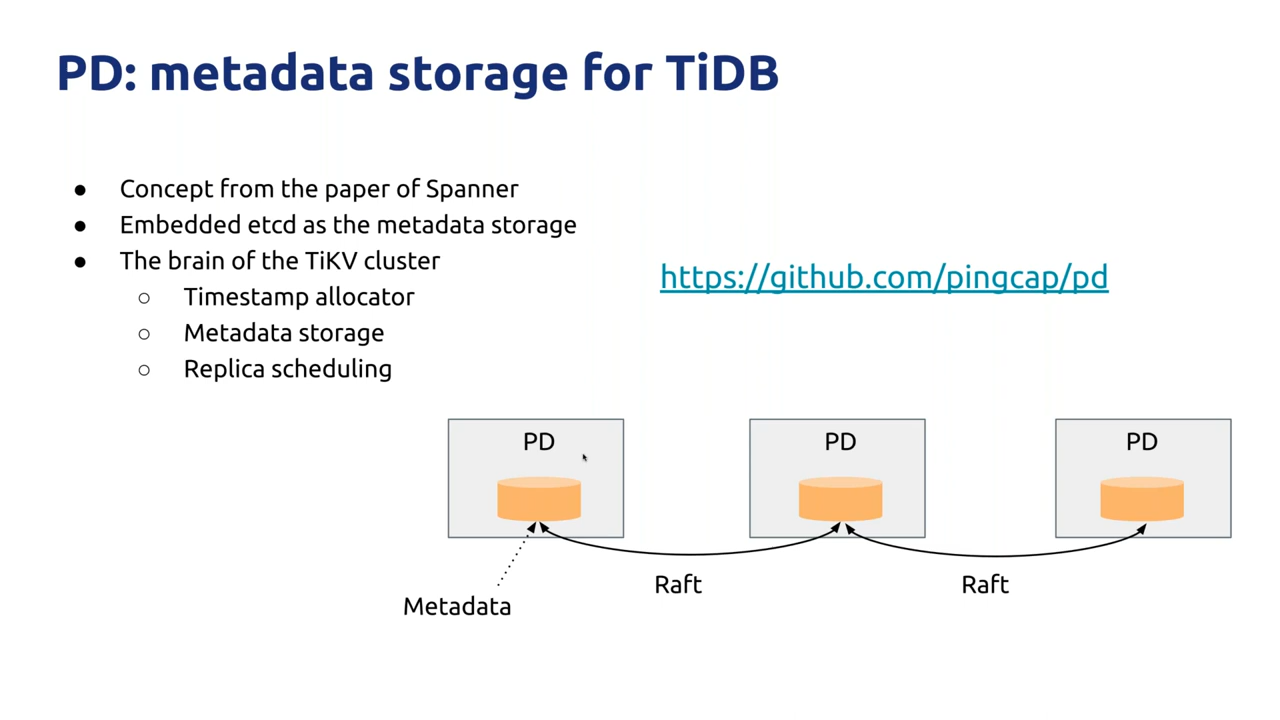 PD: metadata storage for TiDB
● Concept from the paper of Spanner
● Embedded etcd as the metadata storage
● The brain of the TiKV cluster
○ Timestamp allocator
○ Metadata storage
○ Replica scheduling
https://github.com/pingcap/pd
PD
PD
PD
Raft
Raft
Metadata